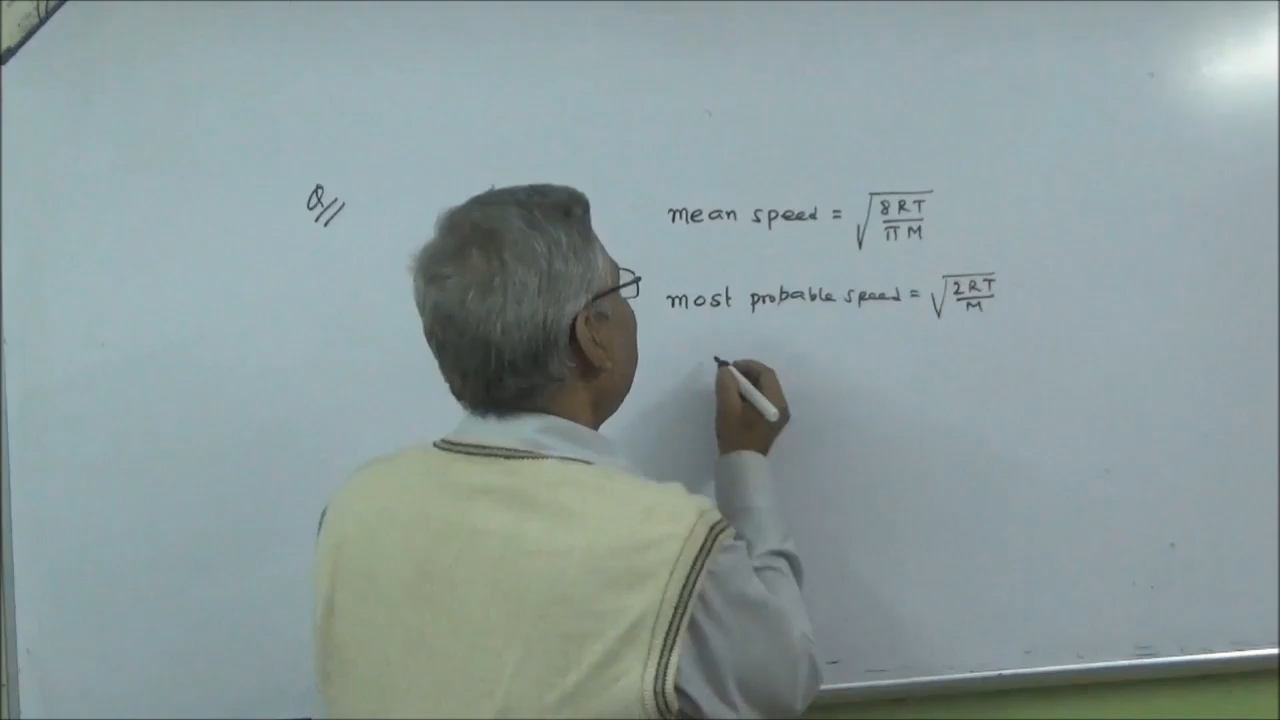 Q//
mean speed = √(8RT/πM)
most probable speed = √(2RT/M)